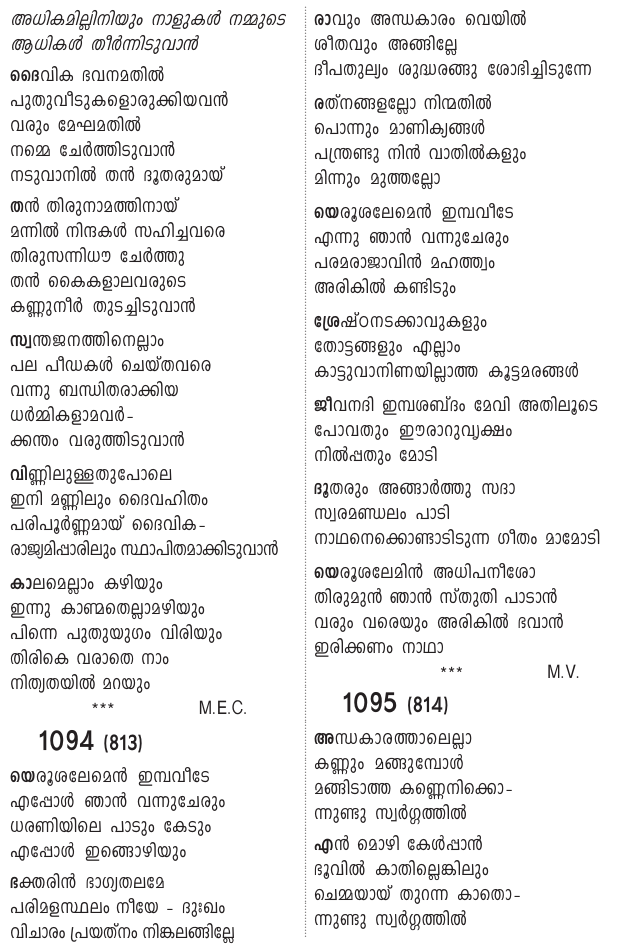 അധികമില്ലിനിയും നാളുകൾ നമ്മുടെ
ആധികൾ തീർന്നിടുവാൻ
ദൈവിക ഭവനമതിൽ
പുതുവീടുകളൊരുക്കിയവൻ
വരും മേഘമതിൽ
നമ്മെ ചേർത്തിടുവാൻ
നടുവാനിൽ തൻ ദൂതരുമായ്
തൻ തിരുനാമത്തിനായ്
മന്നിൽ നിന്ദകൾ സഹിച്ചവരെ
തിരുസന്നിധൗ ചേർത്തു
തൻ കൈകളാലവരുടെ
കണ്ണുനീർ തുടച്ചിടുവാൻ
സ്വന്തജനത്തിനെല്ലാം
പല പീഡകൾ ചെയ്തവരെ
വന്നു ബന്ധിതരാക്കിയ
ധർമ്മികളാമവർ-
ക്കന്തം വരുത്തിടുവാൻ
വിണ്ണിലുള്ളതുപോലെ
ഇനി മണ്ണിലും ദൈവഹിതം
പരിപൂർണ്ണമായ് ദൈവിക-
രാജ്യമിപ്പാരിലും സ്ഥാപിതമാക്കിടുവാൻ
കാലമെല്ലാം കഴിയും
ഇന്നു കാണ്മതെല്ലാമഴിയും
പിന്നെ പുതുയുഗം വിരിയും
തിരികെ വരാതെ നാം
നിത്യതയിൽ മറയും
*** M.E.C.
1094 (813)
യെരൂശലേമെൻ ഇമ്പവീടേ
എപ്പോൾ ഞാൻ വന്നുചേരും
ധരണിയിലെ പാടും കേടും
എപ്പോൾ ഇങ്ങൊഴിയും
ഭക്തരിൻ ഭാഗ്യതലമേ
പരിമളസ്ഥലം നീയേ - ദുഃഖം
വിചാരം പ്രയത്നം നിങ്കലങ്ങില്ലേ
രാവും അന്ധകാരം വെയിൽ
ശീതവും അങ്ങില്ലേ
ദീപതുല്യം ശുദ്ധരങ്ങു ശോഭിച്ചിടുന്നേ
രത്നങ്ങളല്ലോ നിന്മതിൽ
പൊന്നും മാണിക്യങ്ങൾ
പന്ത്രണ്ടു നിൻ വാതിൽകളും
മിന്നും മുത്തല്ലോ
യെരൂശലേമെൻ ഇമ്പവീടേ
എന്നു ഞാൻ വന്നുചേരും
പരമരാജാവിൻ മഹത്ത്വം
അരികിൽ കണ്ടിടും
ശ്രേഷ്ഠനടക്കാവുകളും
തോട്ടങ്ങളും എല്ലാം
കാട്ടുവാനിണയില്ലാത്ത കൂട്ടമരങ്ങൾ
ജീവനദി ഇമ്പശബ്ദം മേവി അതിലൂടെ
പോവതും ഈരാറുവൃക്ഷം
നിൽപ്പതും മോടി
ദൂതരും അങ്ങാർത്തു സദാ
സ്വരമണ്ഡലം പാടി
നാഥനെക്കൊണ്ടാടിടുന്ന ഗീതം മാമോടി
യെരൂശലേമിൻ അധിപനീശോ
തിരുമുൻ ഞാൻ സ്തുതി പാടാൻ
വരും വരെയും അരികിൽ ഭവാൻ
ഇരിക്കണം നാഥാ
*** M.V.
1095 (814)
അന്ധകാരത്താലെല്ലാ
കണ്ണും മങ്ങുമ്പോൾ
മങ്ങിടാത്ത കണ്ണെനിക്കൊ-
ന്നുണ്ടു സ്വർഗ്ഗത്തിൽ
എൻ മൊഴി കേൾപ്പാൻ
ഭൂവിൽ കാതില്ലെങ്കിലും
ചെമ്മയായ് തുറന്ന കാതൊ-
ന്നുണ്ടു സ്വർഗ്ഗത്തിൽ